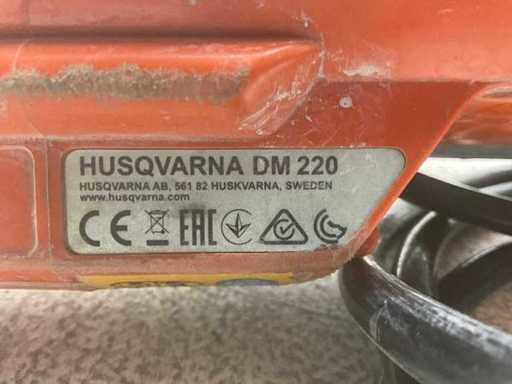 HUSQVARNA DM 220
HUSQVARNA AB, 561 82 HUSKVARNA, SWEDEN
www.husqvarna.com
CE EAC